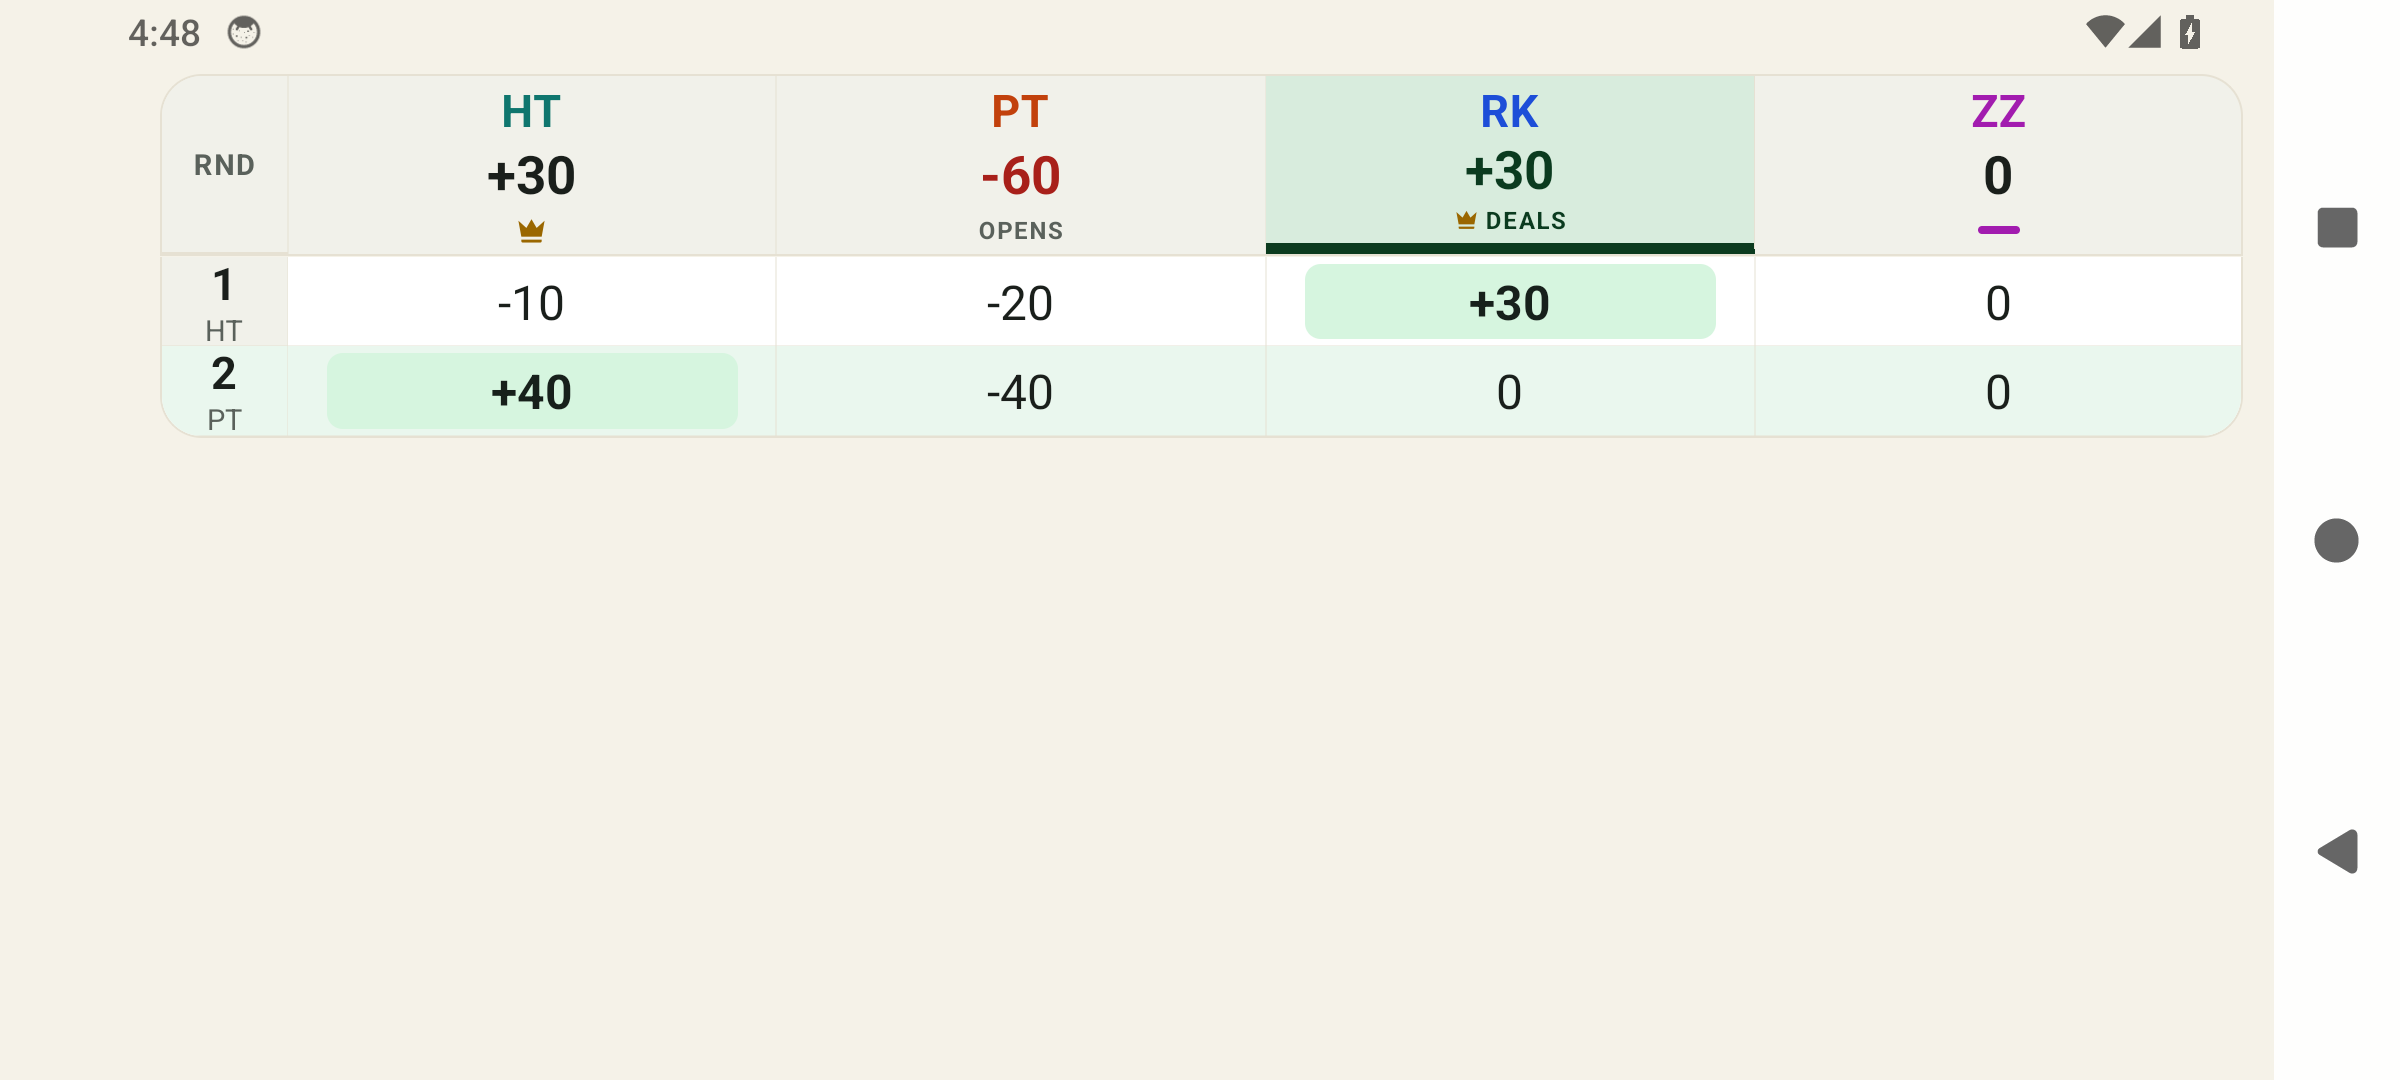 4:48
RND HT PT RK ZZ
+30 -60 +30 0
OPENS DEALS
1 -10 -20 +30 0
HT
2 +40 -40 0 0
PT